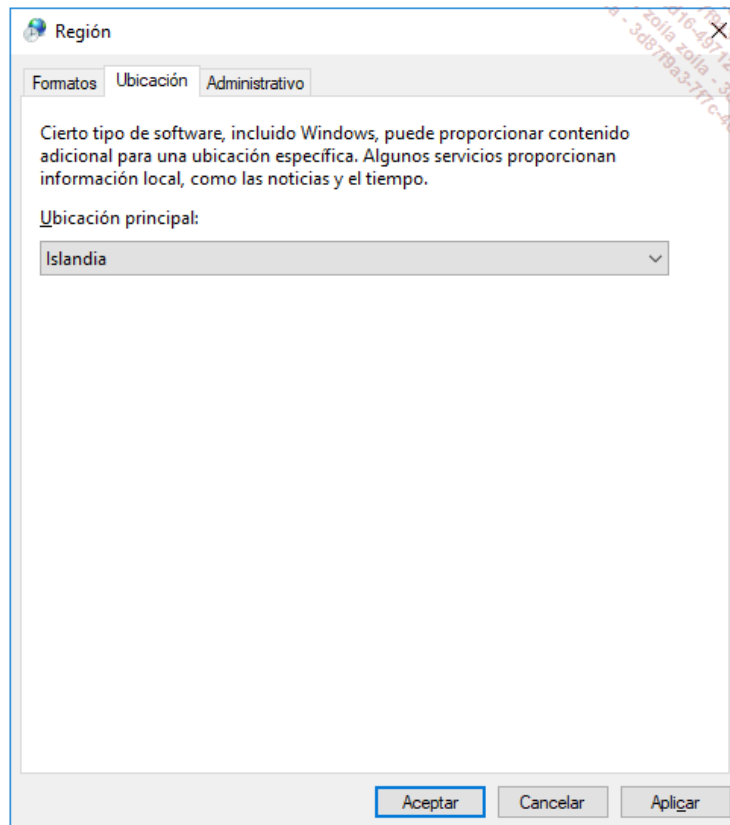 Región
Formatos Ubicación Administrativo
Cierto tipo de software, incluido Windows, puede proporcionar contenido
adicional para una ubicación específica. Algunos servicios proporcionan
información local, como las noticias y el tiempo.
Ubicación principal:
Islandia
Aceptar Cancelar Aplicar